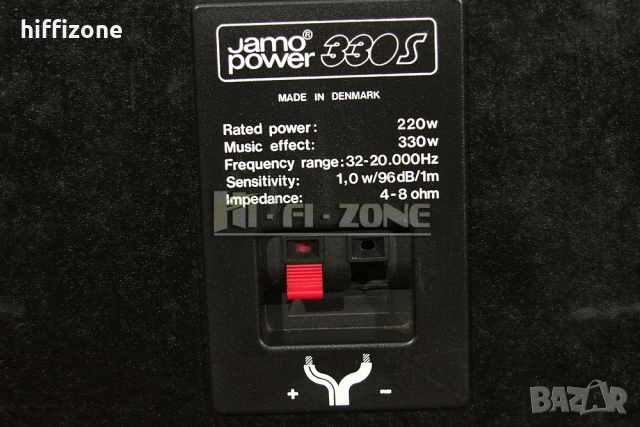 hiffizone
Jamo®
power 330S
MADE IN DENMARK
Rated power: 220w
Music effect: 330w
Frequency range: 32-20.000Hz
Sensitivity: 1,0 w/96dB/1m
Impedance: 4-8 ohm
HI-FI-ZONE
+ -
BAZAR